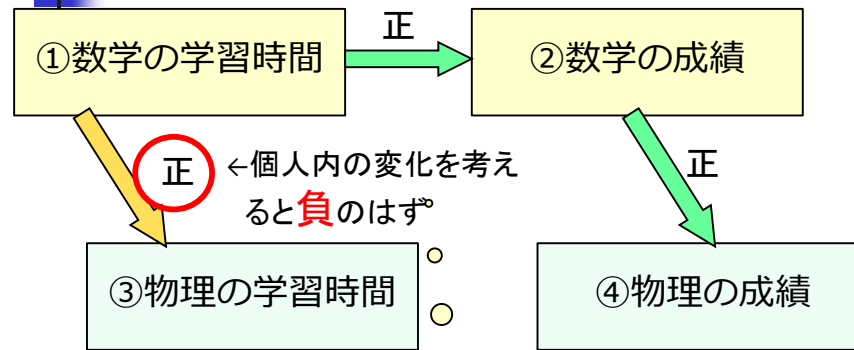 正
①数学の学習時間
②数学の成績
正
←個人内の変化を考え
ると負のはず
正
③物理の学習時間
④物理の成績